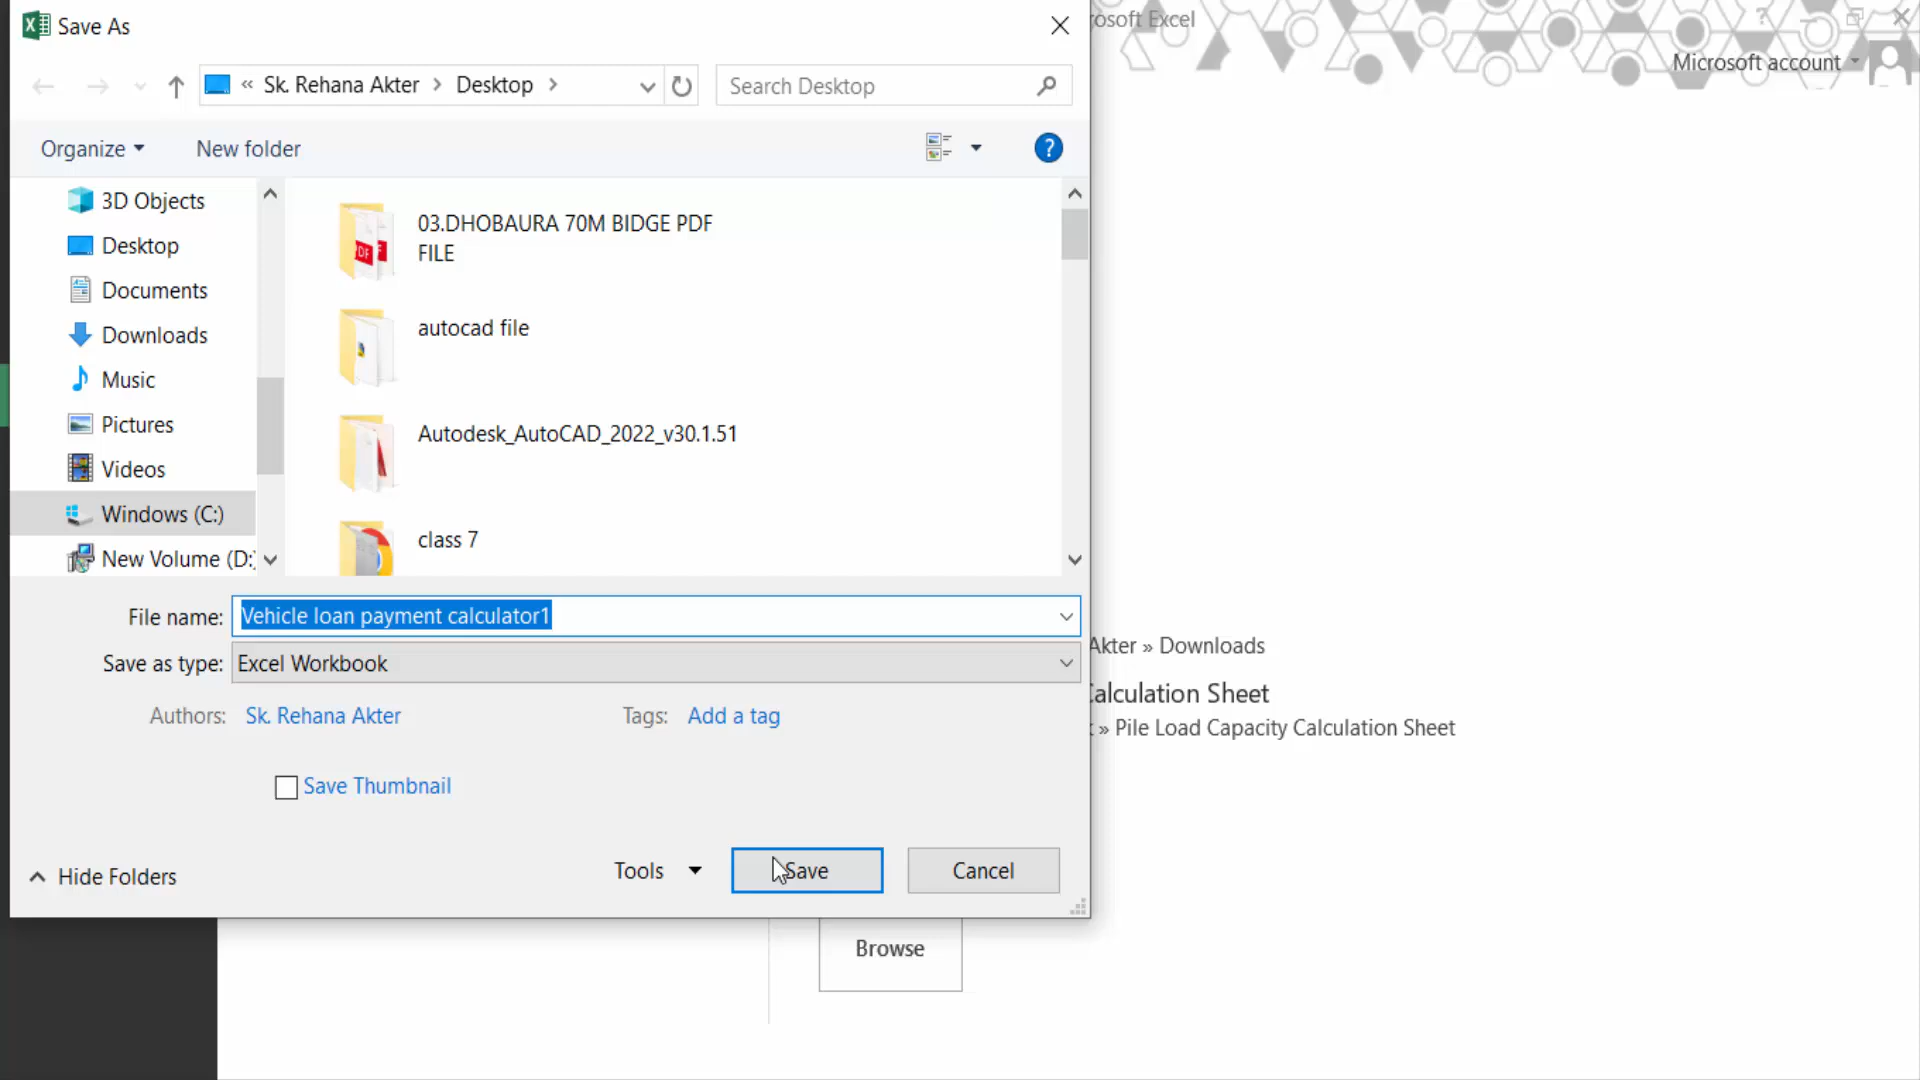 Save As
rosoft Excel
?
Microsoft account
« Sk. Rehana Akter > Desktop >
Search Desktop
Organize
New folder
?
3D Objects
Desktop
Documents
Downloads
Music
Pictures
Videos
Windows (C:)
New Volume (D:
03.DHOBAURA 70M BIDGE PDF
FILE
autocad file
Autodesk_AutoCAD_2022_v30.1.51
class 7
File name: Vehicle loan payment calculator1
Save as type: Excel Workbook
Authors: Sk. Rehana Akter
Tags: Add a tag
Save Thumbnail
Hide Folders
Tools
Save
Cancel
Akter » Downloads
Calculation Sheet
» Pile Load Capacity Calculation Sheet
Browse